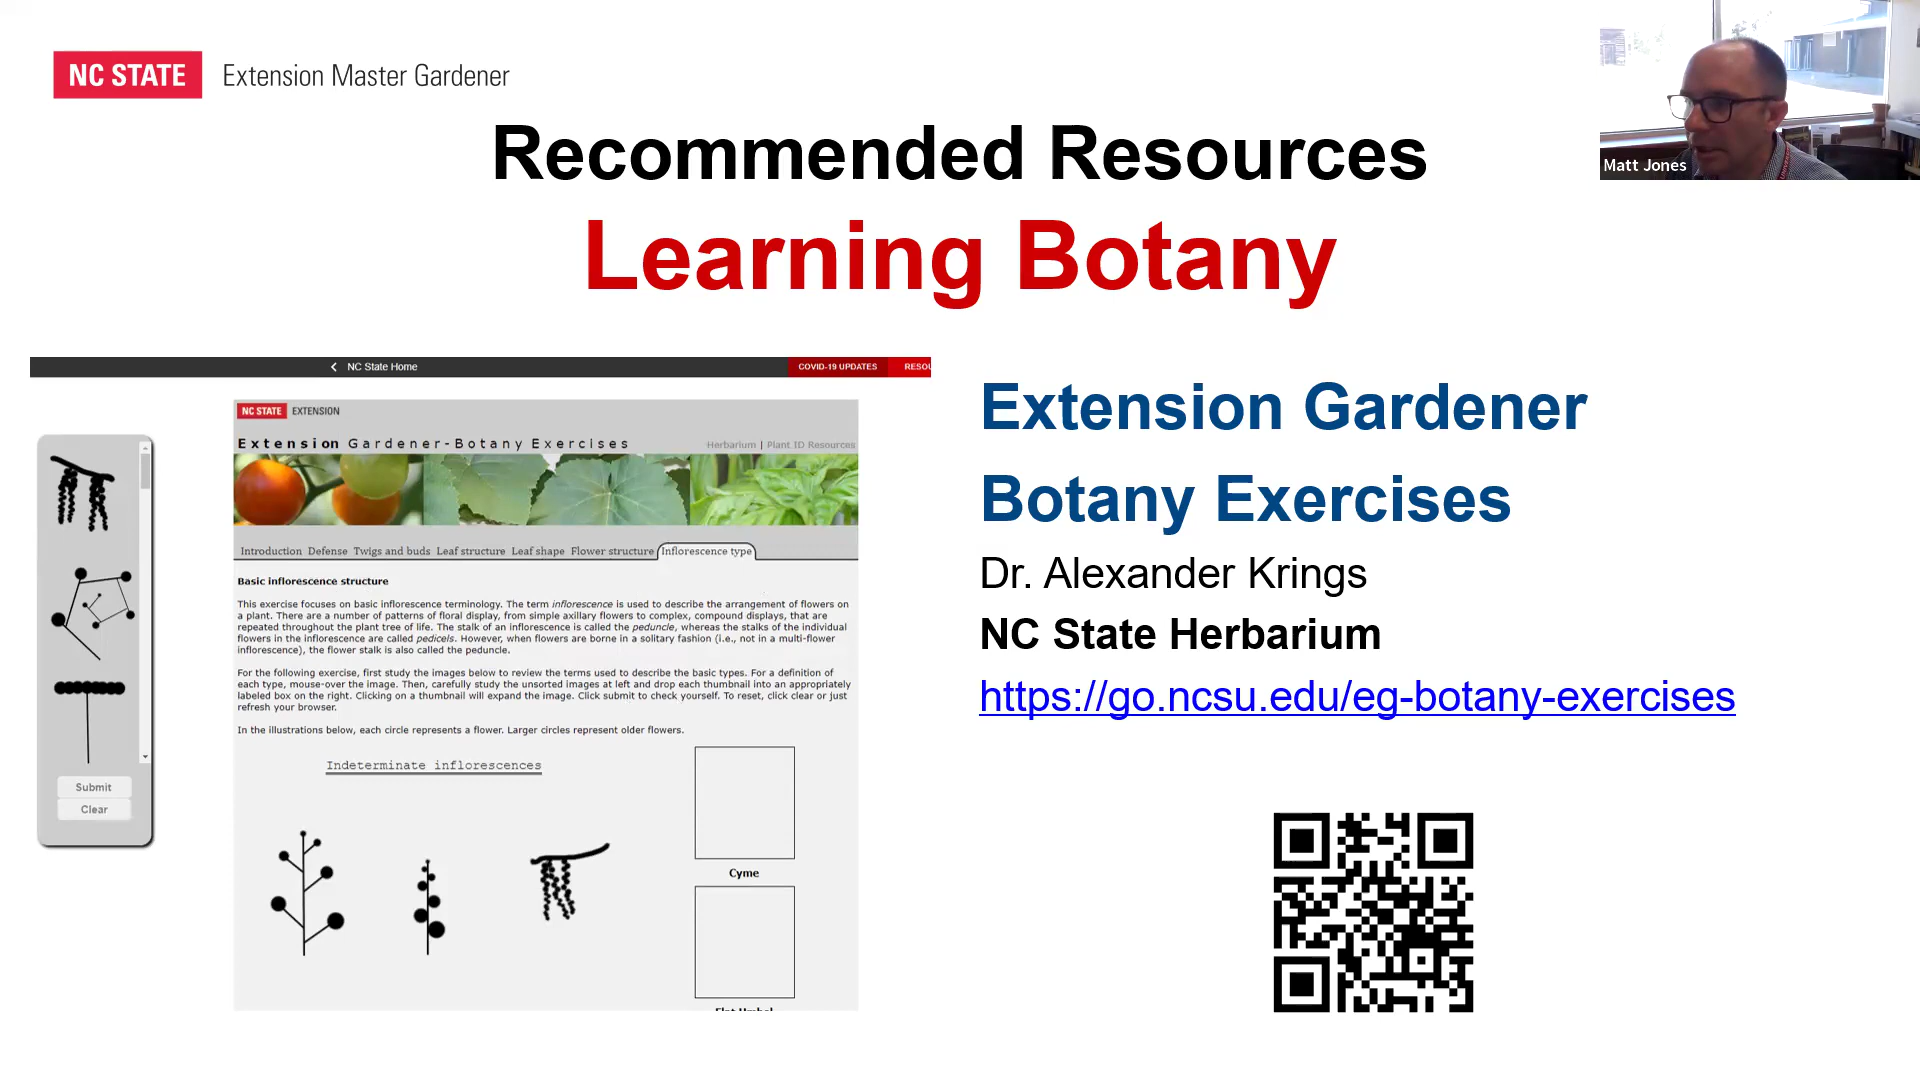 NC STATE Extension Master Gardener
Matt Jones
Recommended Resources
Learning Botany
NC State Home
COVID-19 UPDATES
RESOU
NC STATE EXTENSION
Extension Gardener-Botany Exercises
Herbarium | Plant ID Resources
Introduction Defense Twigs and buds Leaf structure Leaf shape Flower structure Inflorescence type
Basic inflorescence structure
This exercise focuses on basic inflorescence terminology. The term inflorescence is used to describe the arrangement of flowers on
a plant. There are a number of patterns of floral display, from simple axillary flowers to complex, compound displays, that are
repeated throughout the plant tree of life. The stalk of an inflorescence is called the peduncle, whereas the stalks of the individual
flowers in the inflorescence are called pedicels. However, when flowers are borne in a solitary fashion (i.e., not in a multi-flower
inflorescence), the flower stalk is also called the peduncle.
For the following exercise, first study the images below to review the terms used to describe the basic types. For a definition of
each type, mouse-over the image. Then, carefully study the unsorted images at left and drop each thumbnail into an appropriately
labeled box on the right. Clicking on a thumbnail will expand the image. Click submit to check yourself. To reset, click clear or just
refresh your browser.
In the illustrations below, each circle represents a flower. Larger circles represent older flowers.
Indeterminate inflorescences
Submit
Clear
Cyme
Extension Gardener
Botany Exercises
Dr. Alexander Krings
NC State Herbarium
https://go.ncsu.edu/eg-botany-exercises